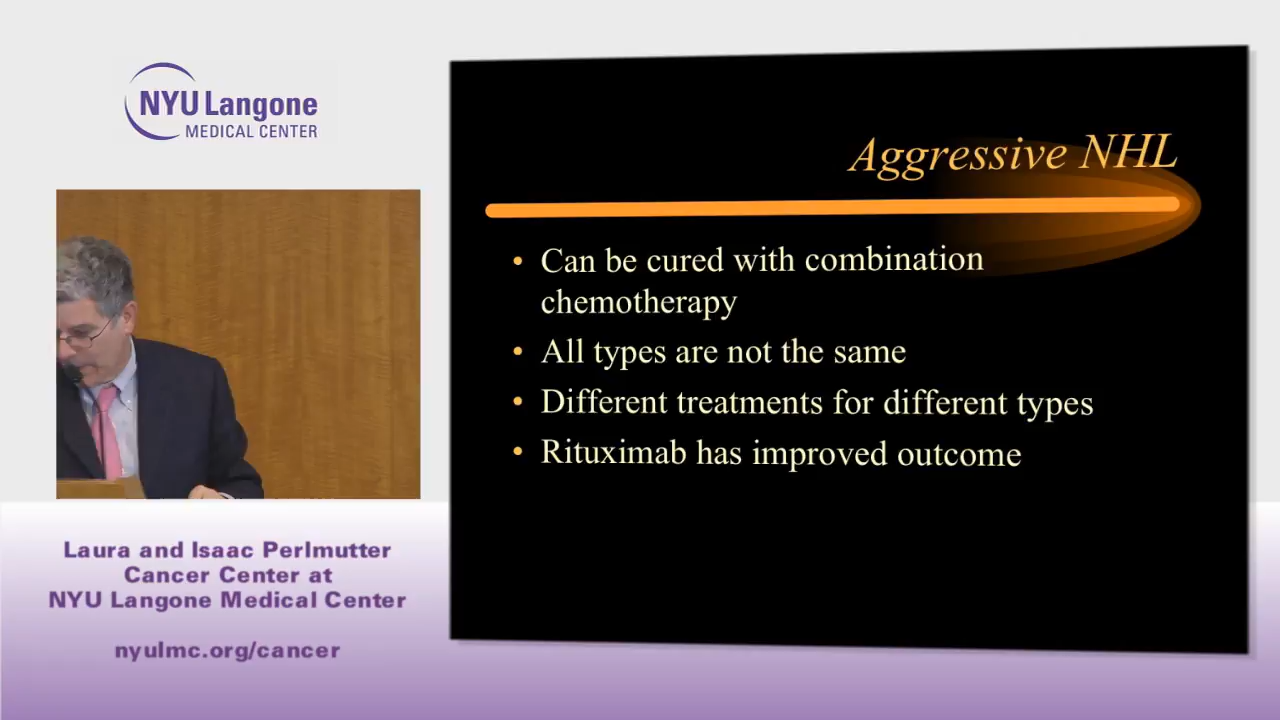 NYU Langone
MEDICAL CENTER
Aggressive NHL
• Can be cured with combination
chemotherapy
• All types are not the same
• Different treatments for different types
• Rituximab has improved outcome
Laura and Isaac Perlmutter
Cancer Center at
NYU Langone Medical Center
nyulmc.org/cancer